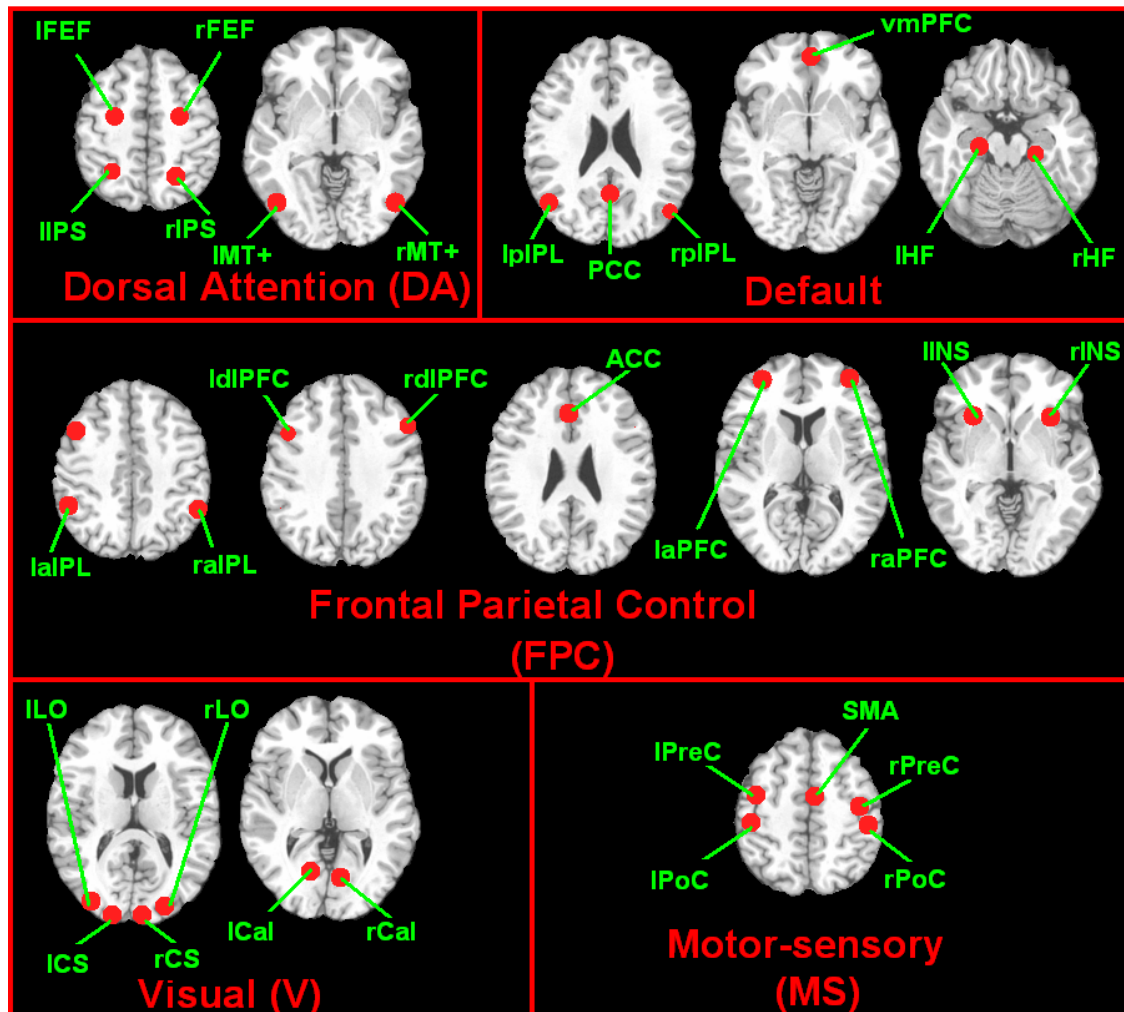 lFEF
rFEF
lIPS
rIPS
lMT+
rMT+
Dorsal Attention (DA)
vmPFC
lpIPL
PCC
rpIPL
lHF
rHF
Default
ldlPFC
rdlPFC
ACC
lINS
rINS
laIPL
raIPL
laPFC
raPFC
Frontal Parietal Control
(FPC)
lLO
rLO
lCal
rCal
lCS
rCS
Visual (V)
SMA
lPreC
rPreC
lPoC
rPoC
Motor-sensory
(MS)